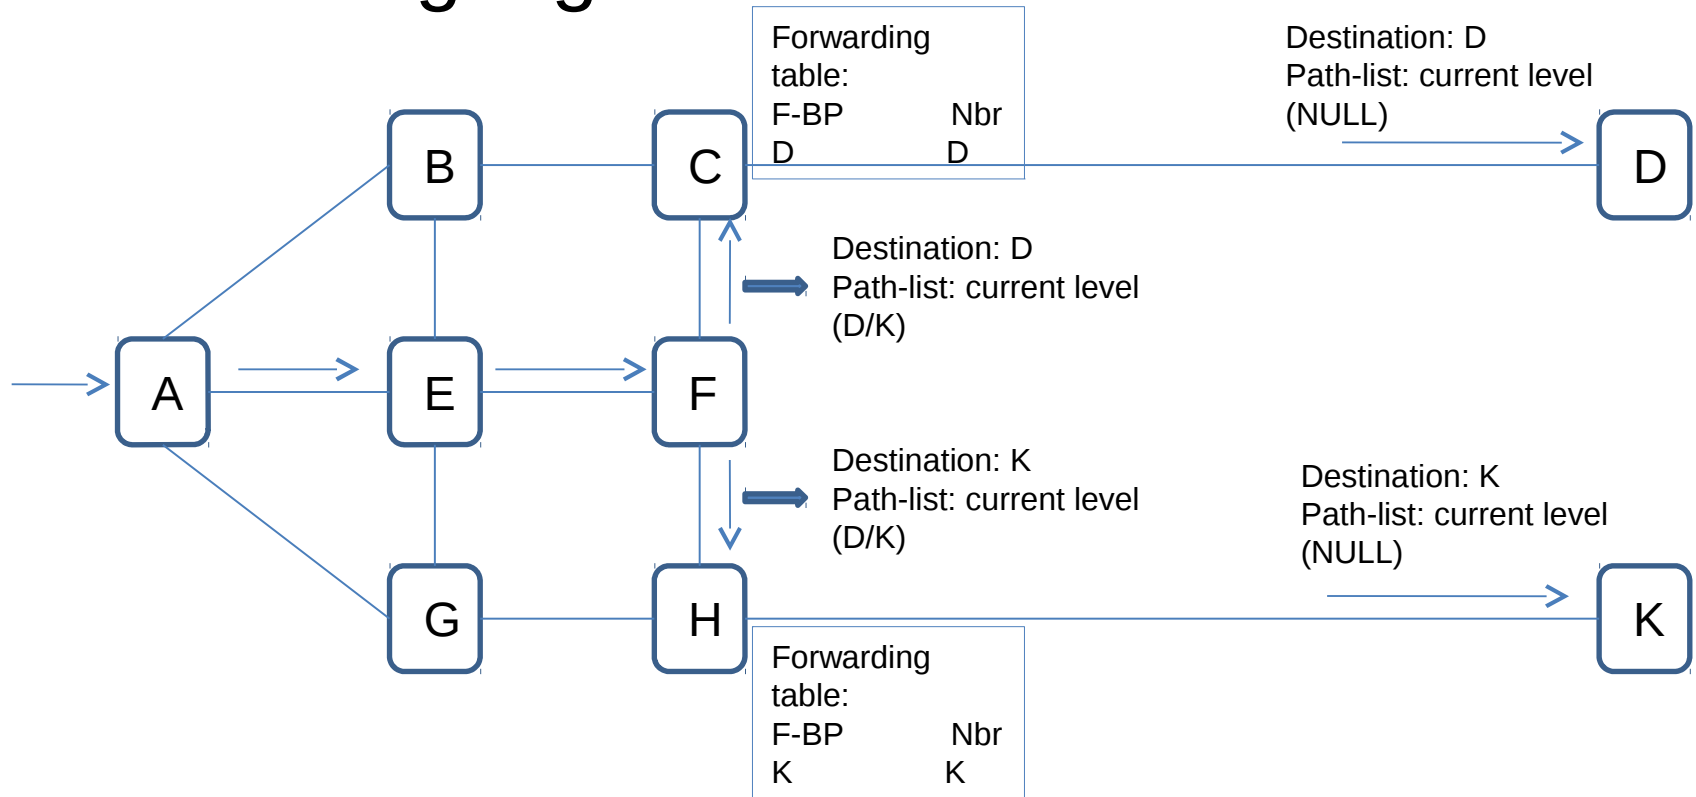 Forwarding
table:
F-BP Nbr
D D
Destination: D
Path-list: current level
(NULL)
B
C
D
Destination: D
Path-list: current level
(D/K)
A
E
F
Destination: K
Path-list: current level
(D/K)
Destination: K
Path-list: current level
(NULL)
G
H
K
Forwarding
table:
F-BP Nbr
K K